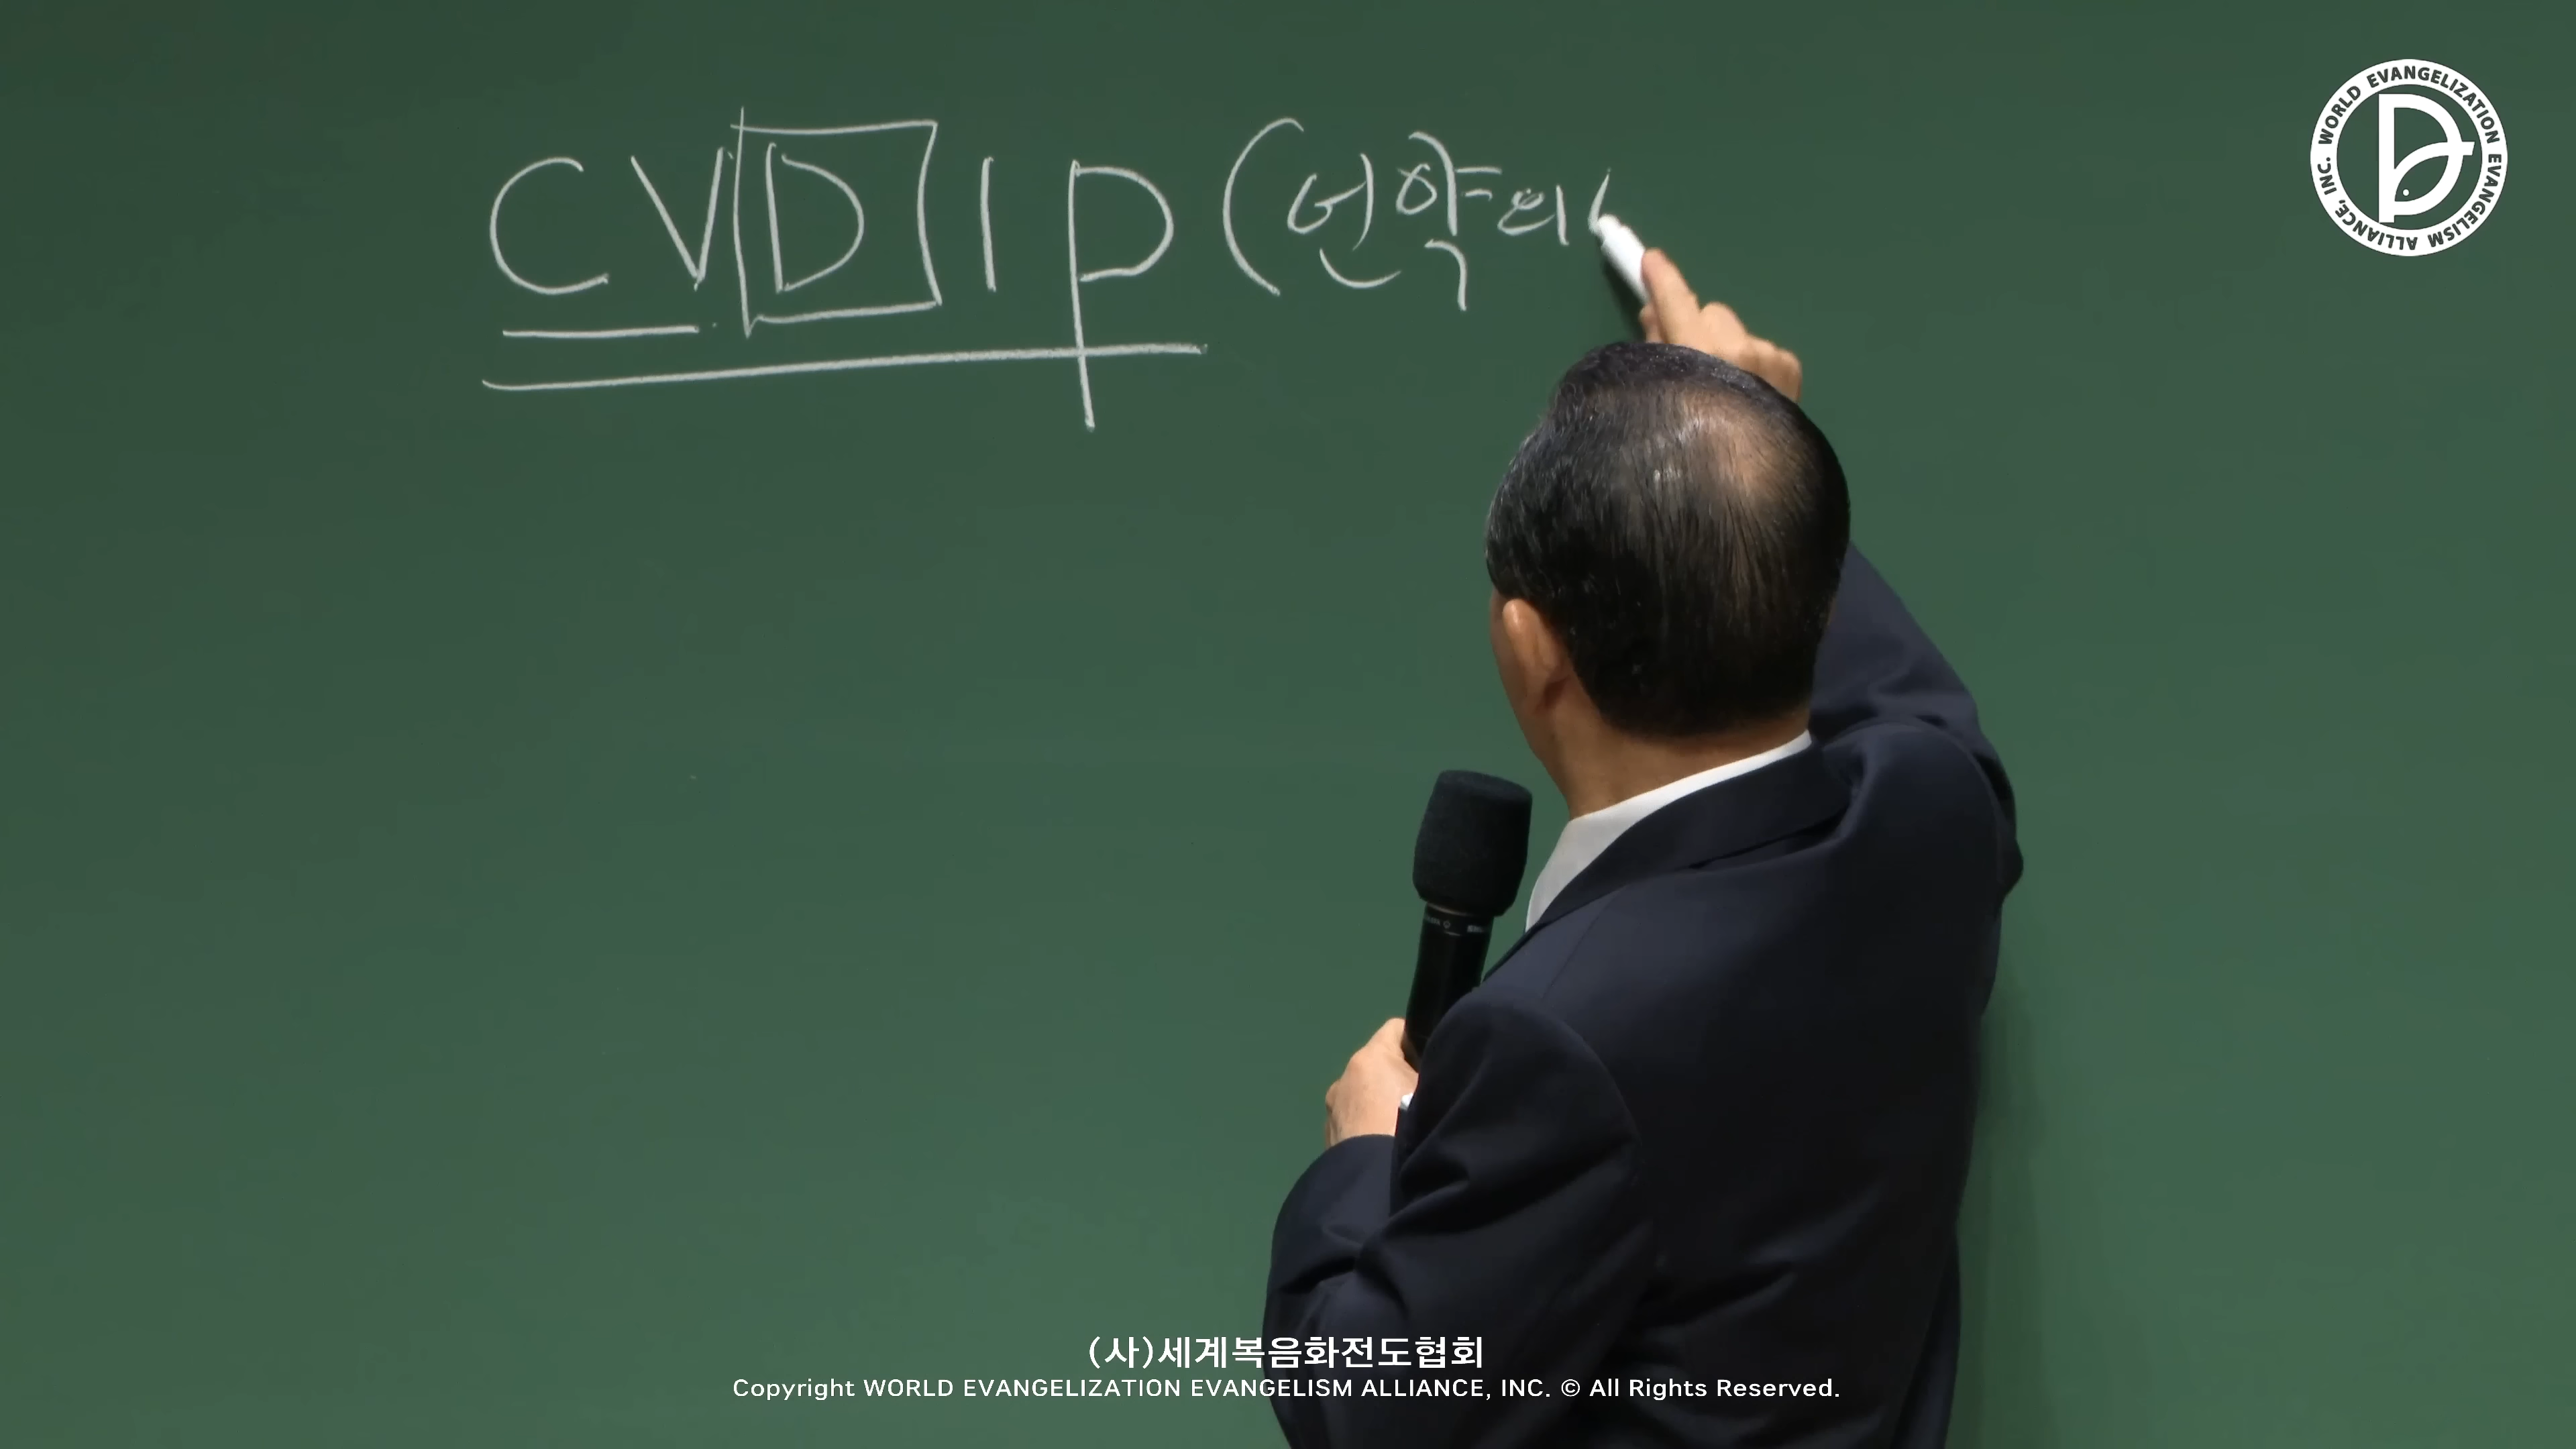 CVDIP (언약의
WORLD EVANGELIZATION EVANGELISM ALLIANCE, INC.
(사)세계복음화전도협회
Copyright WORLD EVANGELIZATION EVANGELISM ALLIANCE, INC. © All Rights Reserved.